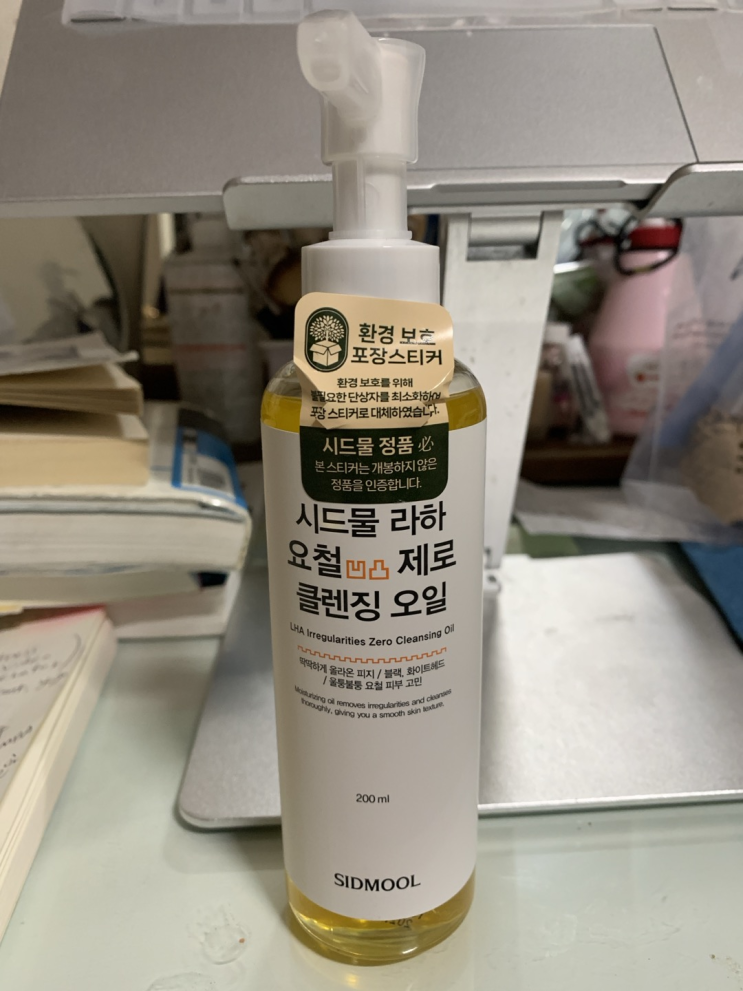 환경 보호
포장스티커
환경 보호를 위해
불필요한 단상자를 최소화하여
포장 스티커로 대체하였습니다.
시드물 정품 必
본 스티커는 개봉하지 않은
정품을 인증합니다.
시드물 라하
요철凹凸 제로
클렌징 오일
LHA Irregularities Zero Cleansing Oil
딱딱하게 올라온 피지 / 블랙, 화이트헤드
/ 울퉁불퉁 요철 피부 고민
Moisturizing oil removes irregularities and cleanses
thoroughly, giving you a smooth skin texture.
200 ml
SIDMOOL